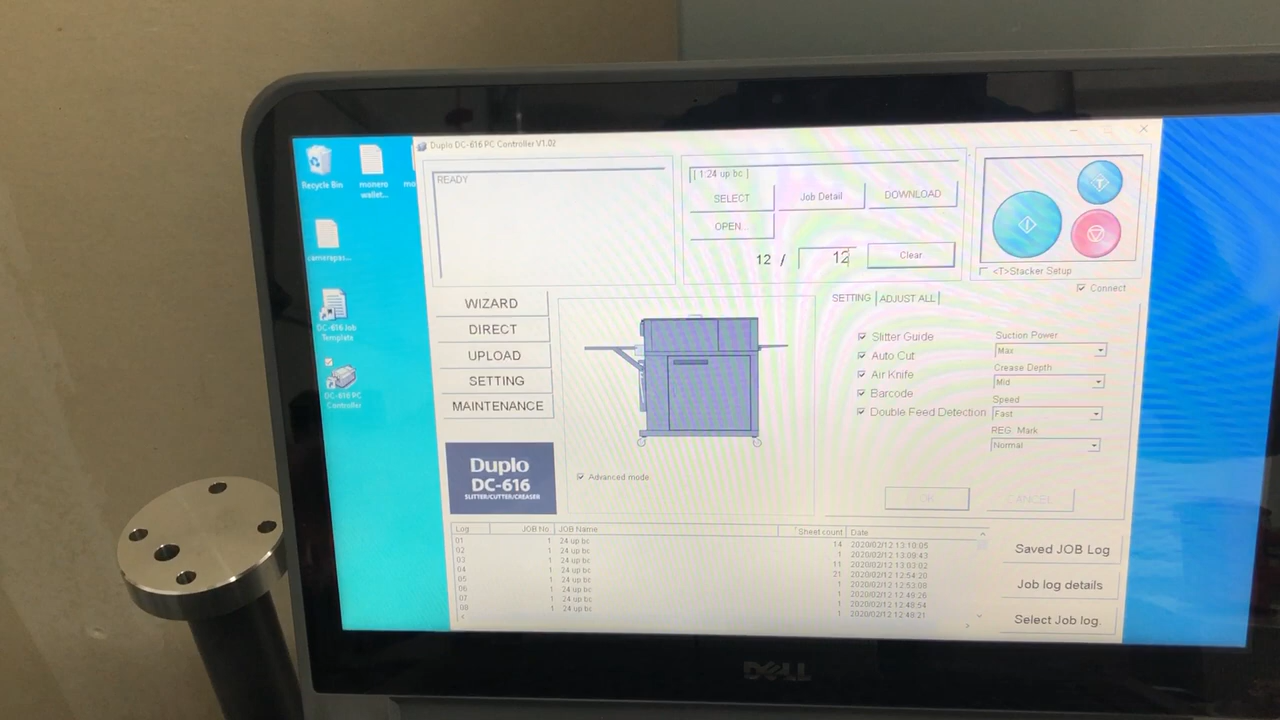 Duplo DC-616 PC Controller V1.02
Recycle Bin
monero wallet...
mo
camerapas...
DC-616 Job Template
DC-616 PC Controller
READY
[ 1:24 up bc ]
SELECT
Job Detail
DOWNLOAD
OPEN...
12 / 12
Clear
<T>Stacker Setup
Connect
WIZARD
DIRECT
UPLOAD
SETTING
MAINTENANCE
Duplo
DC-616
SLITTER/CUTTER/CREASER
Advanced mode
SETTING ADJUST ALL
Slitter Guide
Auto Cut
Air Knife
Barcode
Double Feed Detection
Suction Power
Max
Crease Depth
Mid
Speed
Fast
REG. Mark
Normal
OK
CANCEL
Log JOB No. JOB Name Sheet count Date
01 1 24 up bc 14 2020/02/12 13:10:05
02 1 24 up bc 1 2020/02/12 13:09:43
03 1 24 up bc 11 2020/02/12 13:03:02
04 1 24 up bc 21 2020/02/12 12:54:20
05 1 24 up bc 1 2020/02/12 12:53:08
06 1 24 up bc 1 2020/02/12 12:49:26
07 1 24 up bc 1 2020/02/12 12:48:54
08 1 24 up bc 1 2020/02/12 12:48:21
Saved JOB Log
Job log details
Select Job log.
DELL